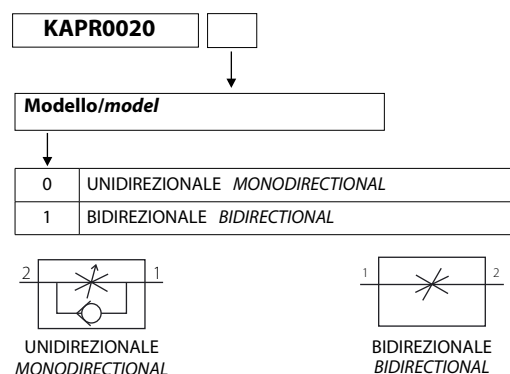 KAPR0020
Modello/model
0 UNIDIREZIONALE MONODIRECTIONAL
1 BIDIREZIONALE BIDIRECTIONAL
2 1
1 2
UNIDIREZIONALE
MONODIRECTIONAL
BIDIREZIONALE
BIDIRECTIONAL